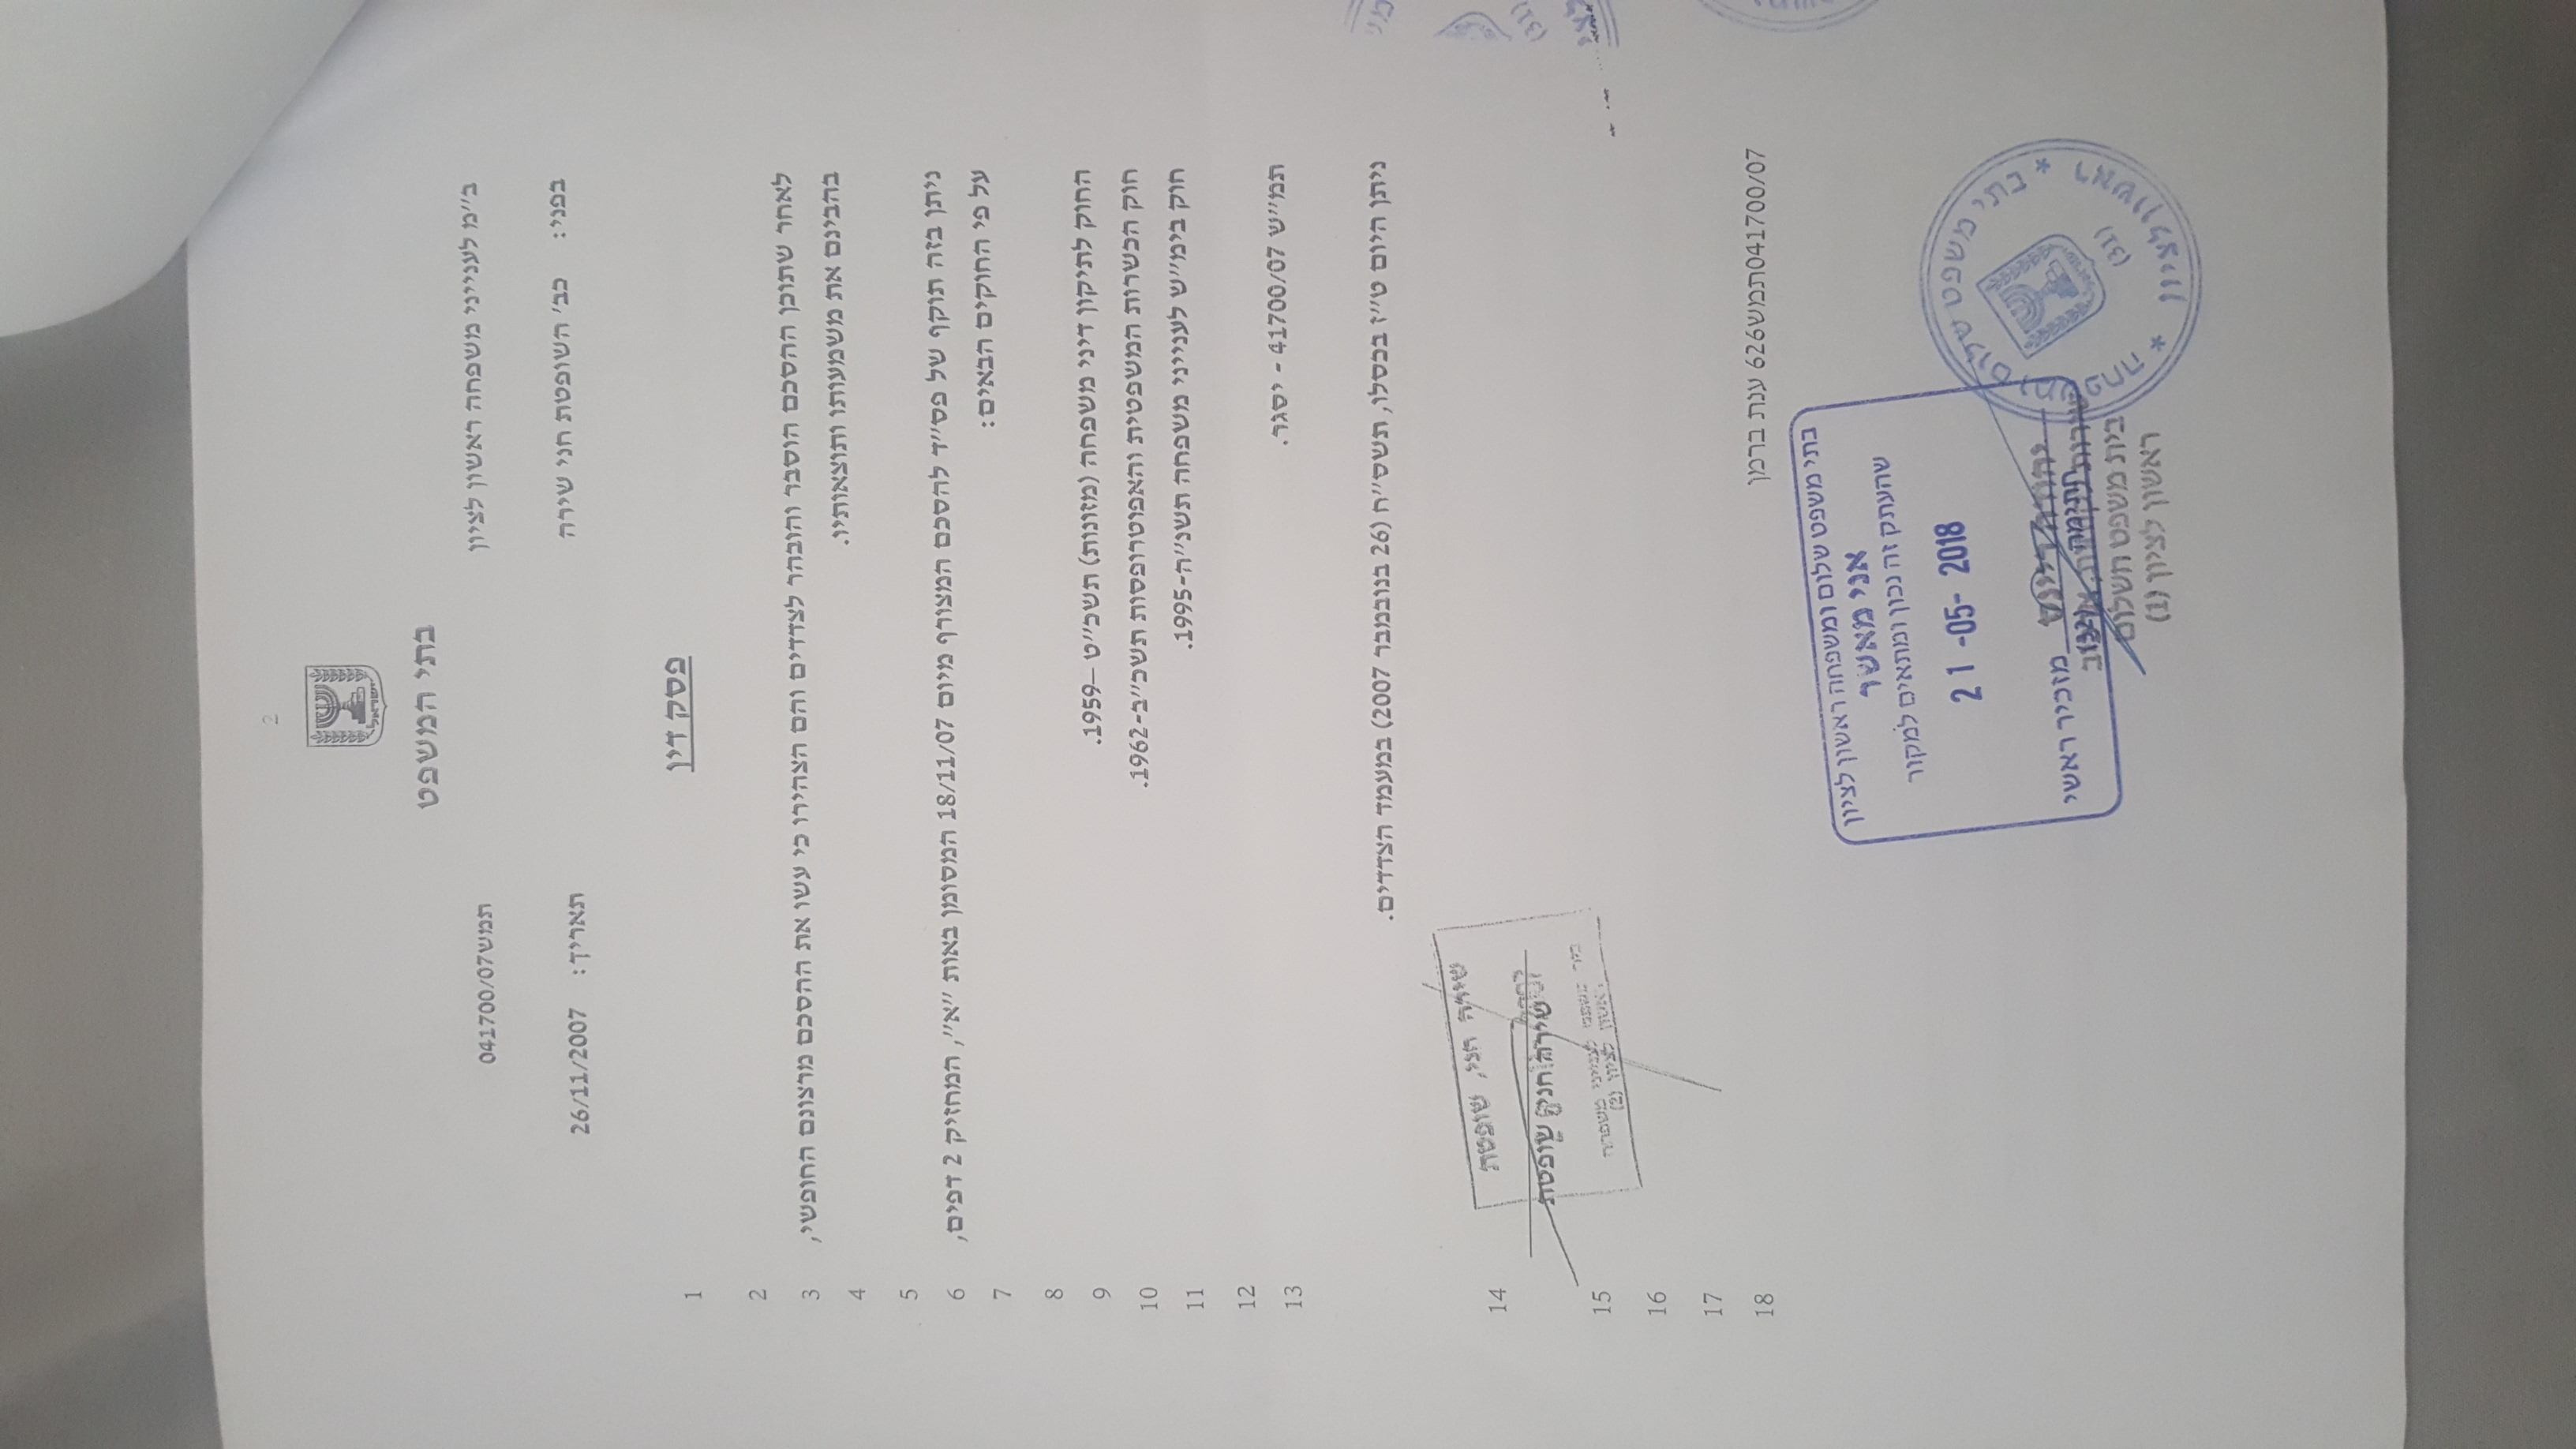 2
ישראל
בתי המשפט
ב"מ לענייני משפחה ראשון לציון
תמש041700/07
בפני: כב' השופטת חני שירה
תאריך: 26/11/2007
1 פסק דין
2
3 לאחר שתוכן ההסכם הוסבר והובהר לצדדים והם הצהירו כי עשו את ההסכם מרצונם החופשי,
4 בהבינם את משמעותו ותוצאותיו.
5
6 ניתן בזה תוקף של פס"ד להסכם המצורף מיום 18/11/07 המסומן באות "א", המחזיק 2 דפים,
7 על פי החוקים הבאים:
8
9 החוק לתיקון דיני משפחה (מזונות) תשכ"ט –1959.
10 חוק הכשרות המשפטית והאפוטרופסות תשכ"ב-1962.
11 חוק בימ"ש לענייני משפחה תשנ"ה-1995.
12
13 תמ"ש 41700/07 - יסגר.
ניתן היום ט"ז בכסלו, תשס"ח (26 בנובמבר 2007) במעמד הצדדים.
שירה חני, שופטת
14
שירה חני, שופטת
בית משפט לענייני משפחה
ראשון לציון (2)
15
16
17
18 041700/07תמש626 ענת ברמן
בתי משפט שלום ומשפחה ראשון לציון
אני מאשר
שהעתק זה נכון ומתאים למקור
21 -05- 2018
מזכיר ראשי
חתימה
בית משפט השלום
ראשון לציון (1)
* בתי משפט שלום ומשפחה * ראשון לציון
(31)
(31)